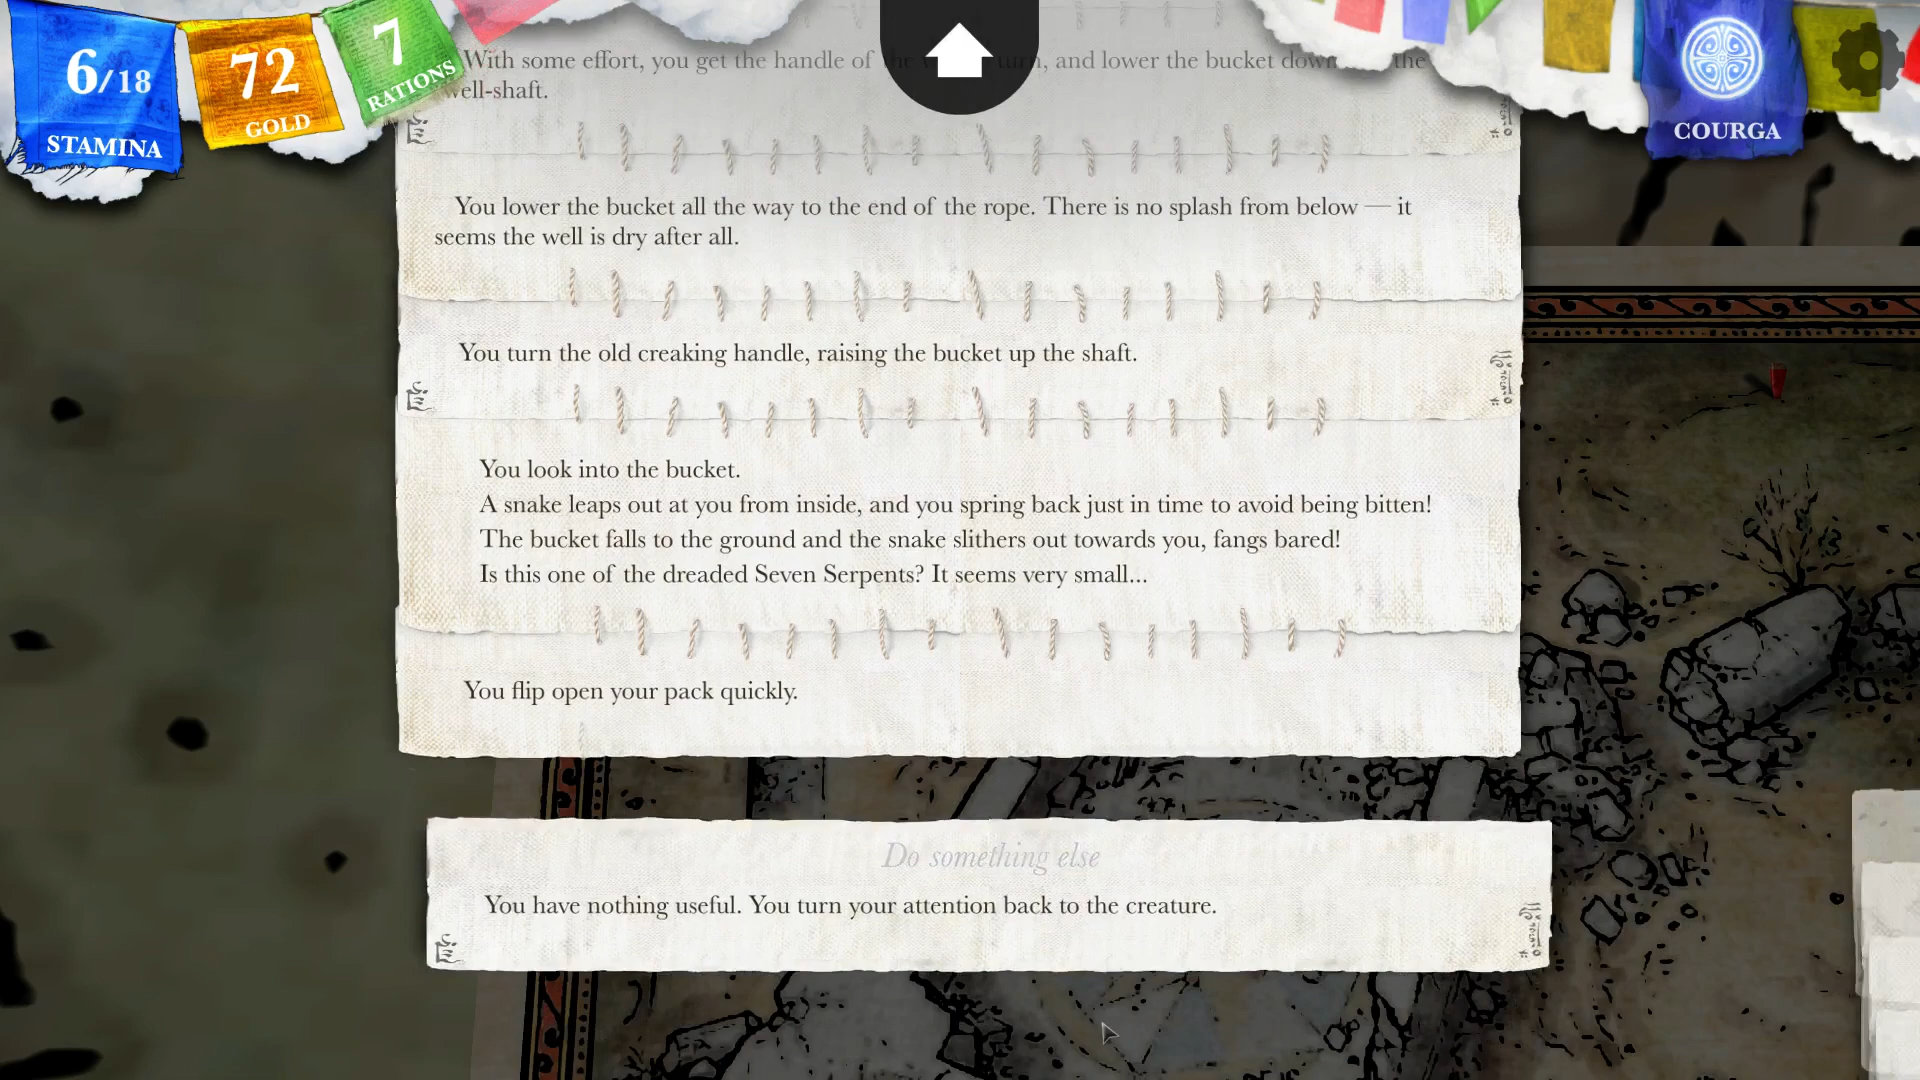 6/18
STAMINA
72
GOLD
7
RATIONS
COURGA
With some effort, you get the handle of the turn, and lower the bucket down the
well-shaft.
You lower the bucket all the way to the end of the rope. There is no splash from below — it
seems the well is dry after all.
You turn the old creaking handle, raising the bucket up the shaft.
You look into the bucket.
A snake leaps out at you from inside, and you spring back just in time to avoid being bitten!
The bucket falls to the ground and the snake slithers out towards you, fangs bared!
Is this one of the dreaded Seven Serpents? It seems very small...
You flip open your pack quickly.
Do something else
You have nothing useful. You turn your attention back to the creature.